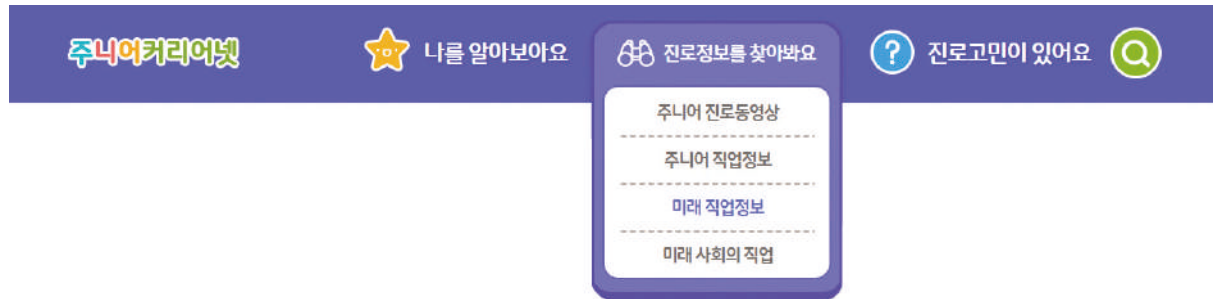 주니어커리어넷 나를 알아보아요 진로정보를 찾아봐요 ? 진로고민이 있어요
주니어 진로동영상
주니어 직업정보
미래 직업정보
미래 사회의 직업